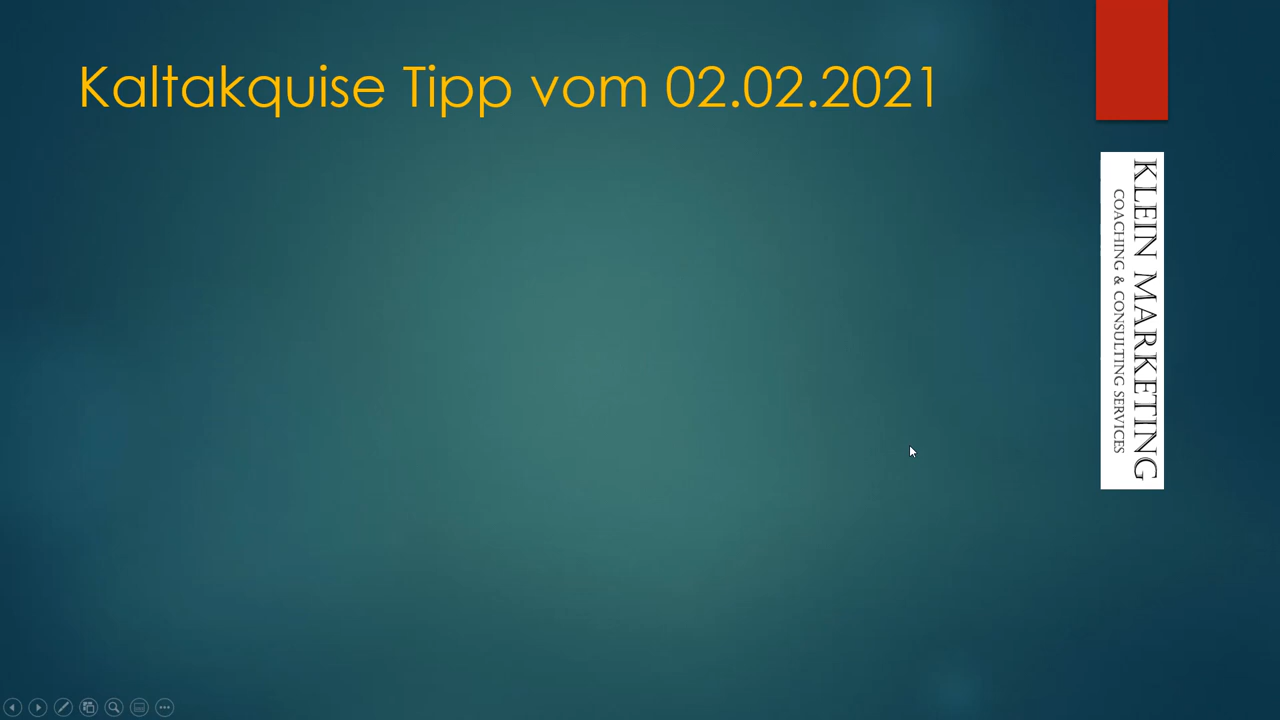 Kaltakquise Tipp vom 02.02.2021
KLEIN MARKETING
COACHING & CONSULTING SERVICES